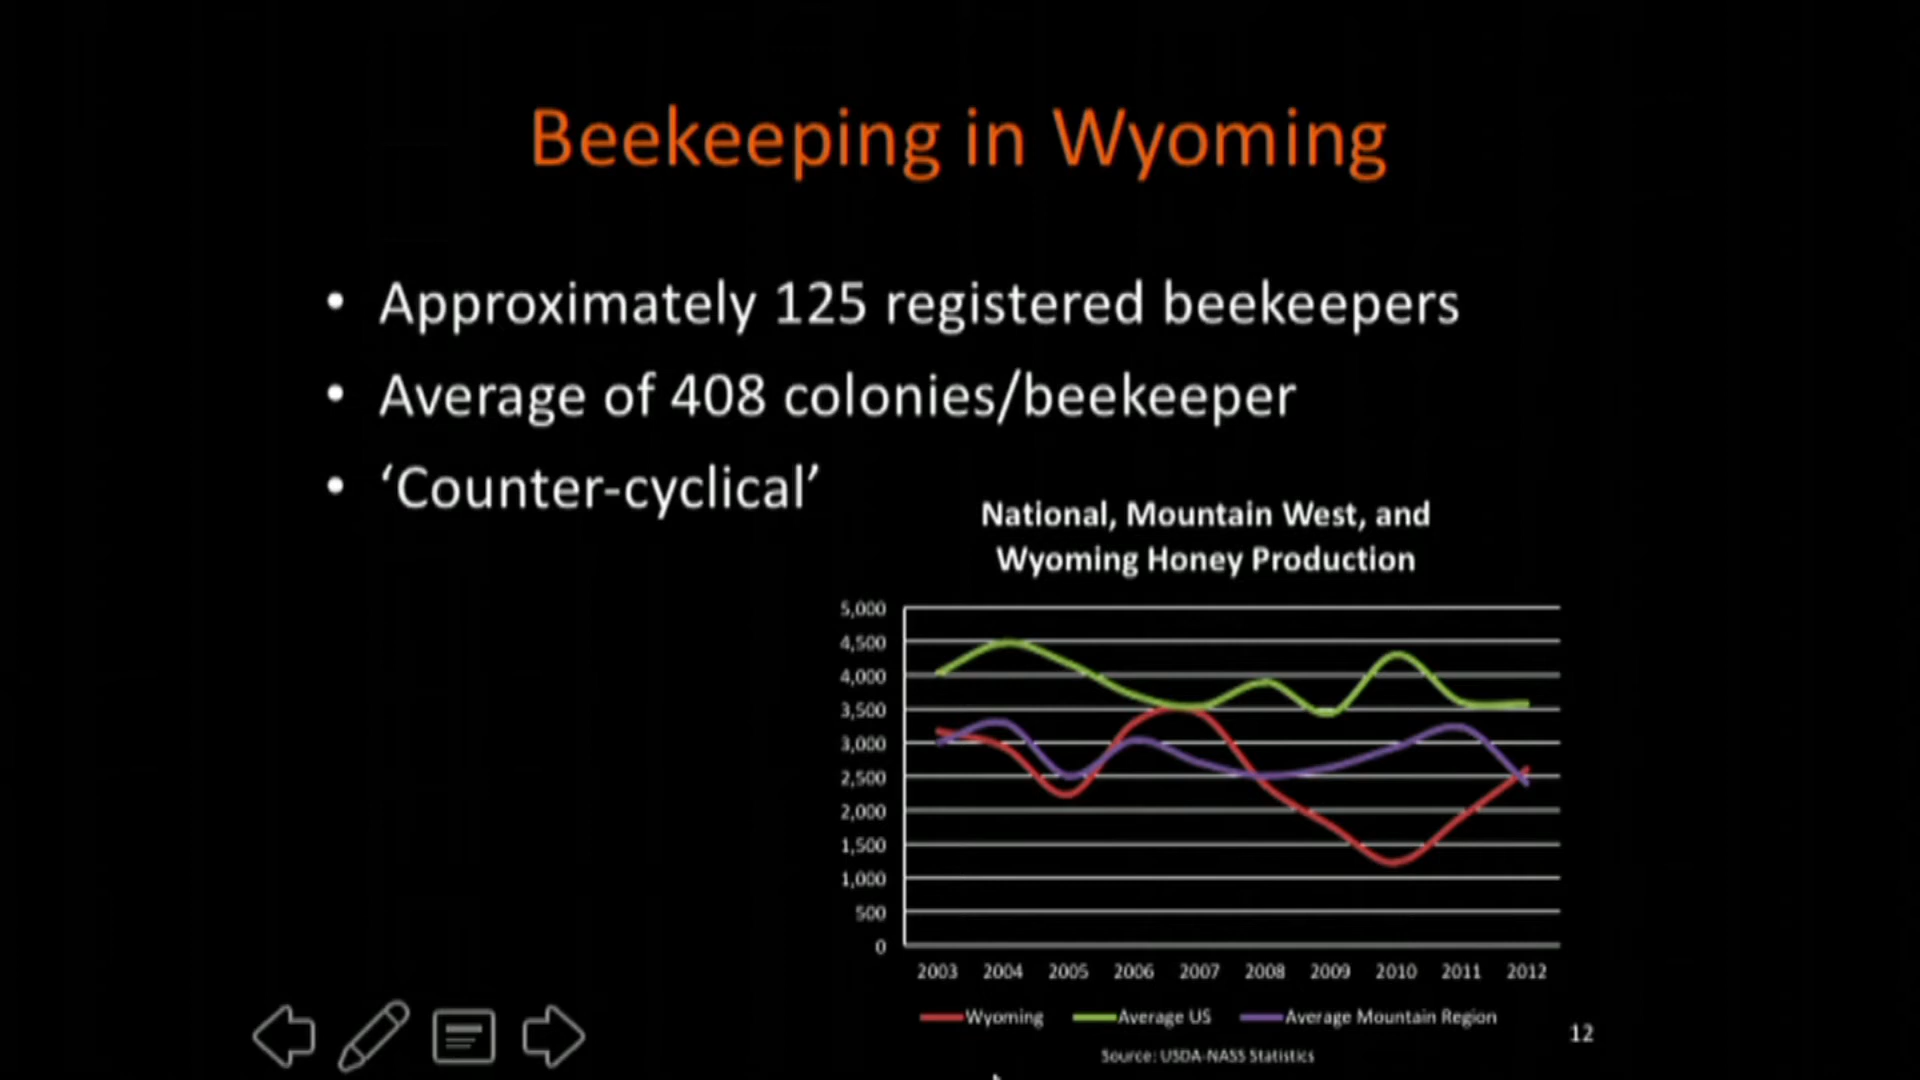 Beekeeping in Wyoming
• Approximately 125 registered beekeepers
• Average of 408 colonies/beekeeper
• ‘Counter-cyclical’
National, Mountain West, and
Wyoming Honey Production
5,000
4,500
4,000
3,500
3,000
2,500
2,000
1,500
1,000
500
0
2003 2004 2005 2006 2007 2008 2009 2010 2011 2012
Wyoming Average US Average Mountain Region
Source: USDA-NASS Statistics
12